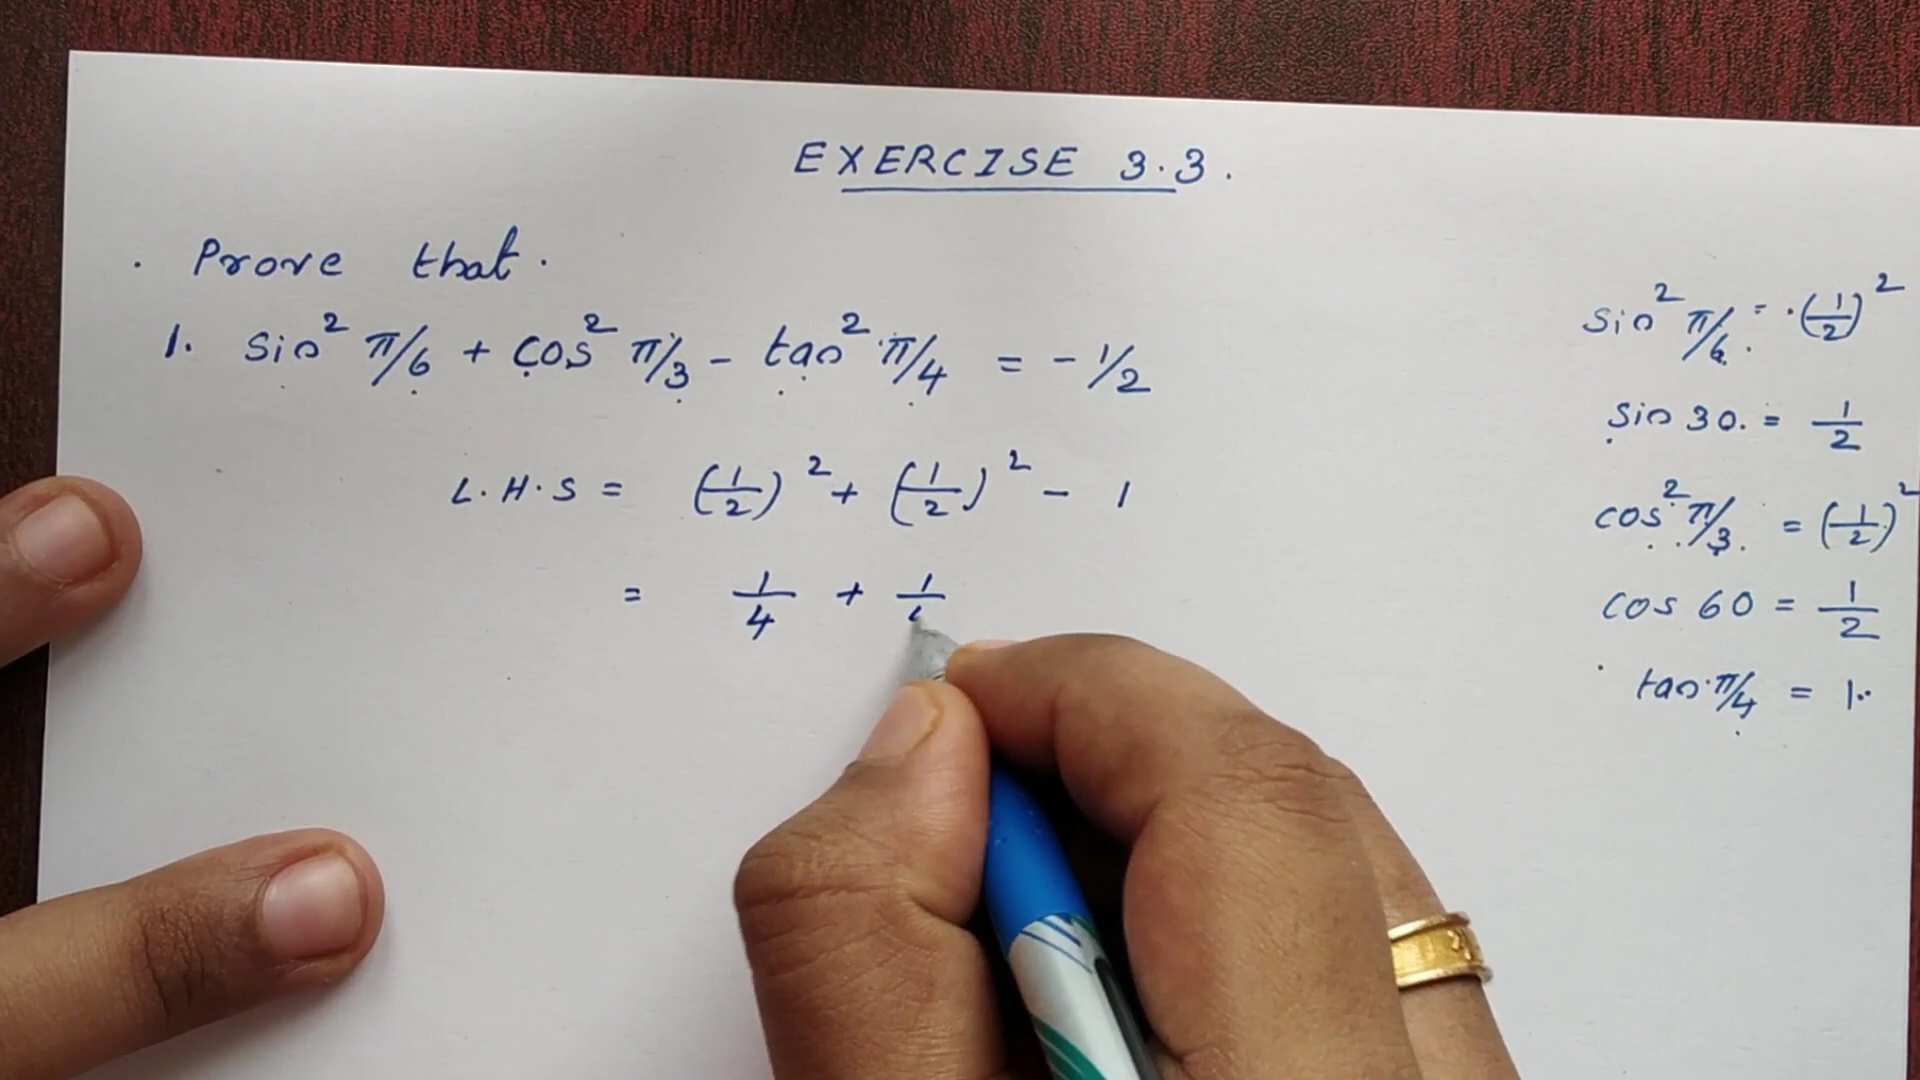 EXERCISE 3.3.
. Prove that.
1. sin² π/6 + cos² π/3 - tan² π/4 = - 1/2
L.H.S = (1/2)² + (1/2)² - 1
= 1/4 + 1/
sin² π/6 = (1/2)²
sin 30. = 1/2
cos² π/3 = (1/2)²
cos 60 = 1/2
tan π/4 = 1.